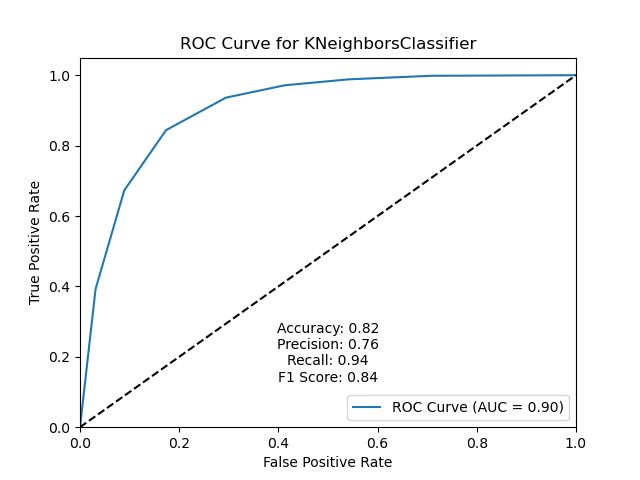 ROC Curve for KNeighborsClassifier
1.0
0.8
0.6
0.4
0.2
0.0
True Positive Rate
Accuracy: 0.82
Precision: 0.76
Recall: 0.94
F1 Score: 0.84
ROC Curve (AUC = 0.90)
0.0 0.2 0.4 0.6 0.8 1.0
False Positive Rate